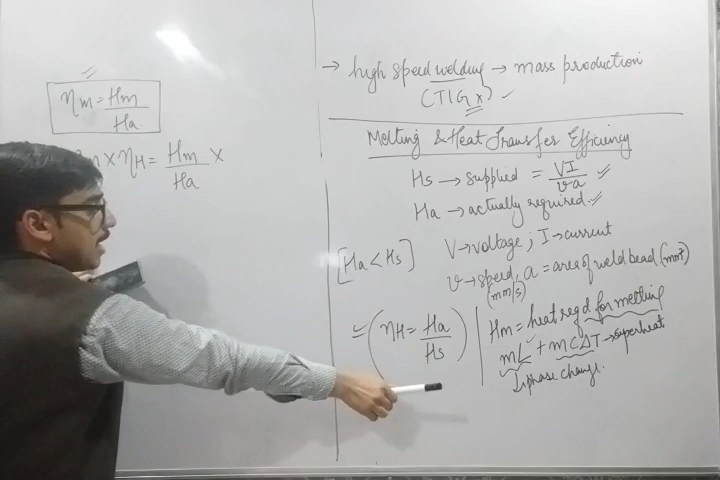 ηm = Hm/Ha
m × ηH = Hm/Ha ×
→ high speed welding → mass production
(TIG x) ✓
Melting & Heat Transfer Efficiency
Hs → supplied = VI/va
Ha → actually required.
[Ha < Hs]
V → voltage; I → current
v → speed, a = area of weld bead (mm²)
(mm/s)
(ηH = Ha/Hs)
Hm = heat reqd for melting
mL + mCΔT → superheat
↳ phase change.